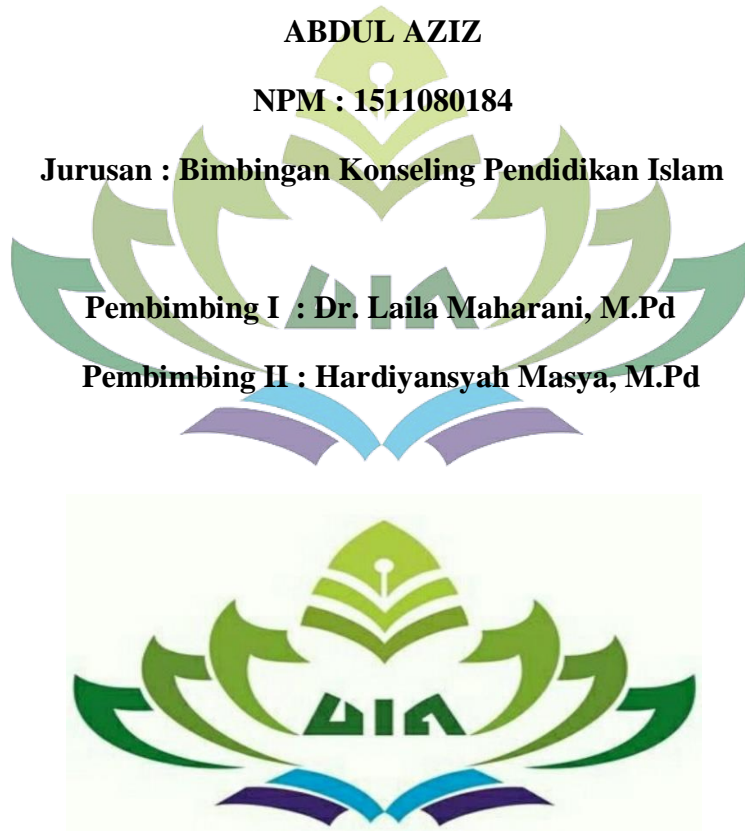 ABDUL AZIZ
NPM : 1511080184
Jurusan : Bimbingan Konseling Pendidikan Islam
Pembimbing I : Dr. Laila Maharani, M.Pd
Pembimbing II : Hardiyansyah Masya, M.Pd
UIN
UIN